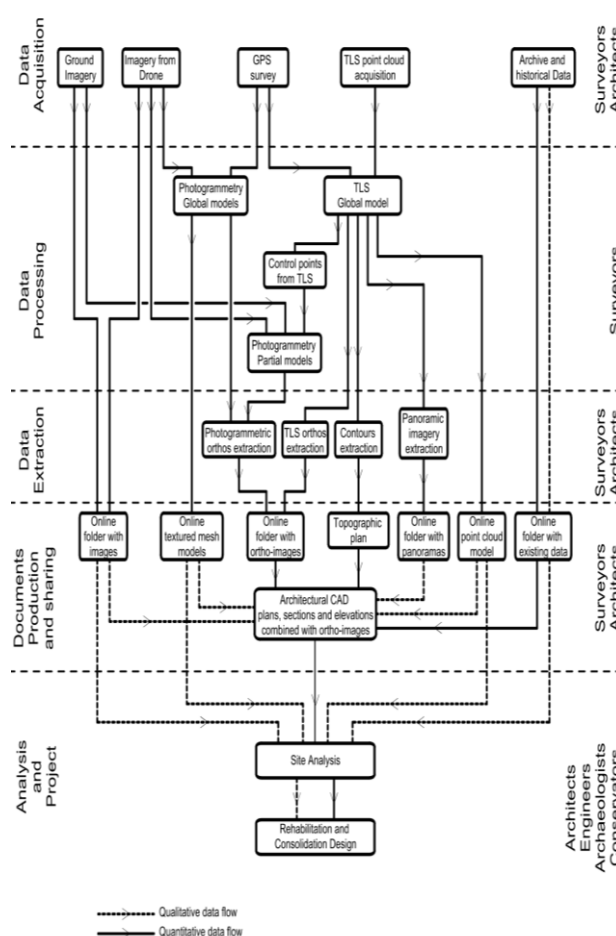 Data
Acquisition
Ground
Imagery
Imagery from
Drone
GPS
survey
TLS point cloud
acquisition
Archive and
historical Data
Surveyors
Architects
Data
Processing
Photogrammetry
Global models
TLS
Global model
Control points
from TLS
Photogrammetry
Partial models
Surveyors
Data
Extraction
Photogrammetric
orthos extraction
TLS orthos
extraction
Contours
extraction
Panoramic
imagery
extraction
Surveyors
Architects
Documents
Production
and sharing
Online
folder with
images
Online
textured mesh
models
Online
folder with
ortho-images
Topographic
plan
Online
folder with
panoramas
Online
point cloud
model
Online
folder with
existing data
Architectural CAD
plans, sections and elevations
combined with ortho-images
Surveyors
Architects
Analysis
and
Project
Site Analysis
Rehabilitation and
Consolidation Design
Architects
Engineers
Archaeologists
Conservators
Qualitative data flow
Quantitative data flow